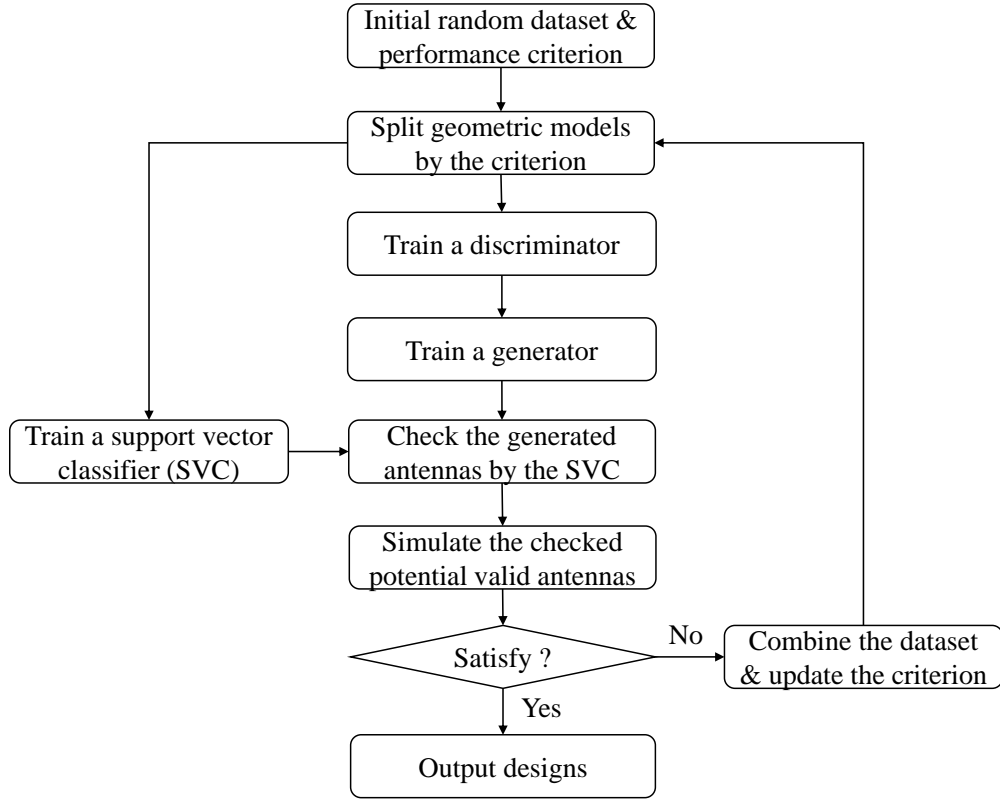 Initial random dataset &
performance criterion
Split geometric models
by the criterion
Train a discriminator
Train a generator
Train a support vector
classifier (SVC)
Check the generated
antennas by the SVC
Simulate the checked
potential valid antennas
Satisfy ?
No
Combine the dataset
& update the criterion
Yes
Output designs